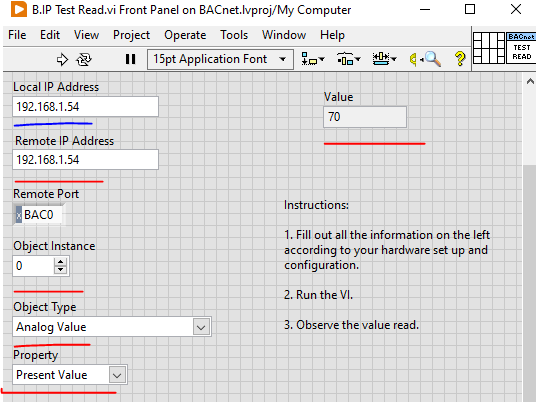 B.IP Test Read.vi Front Panel on BACnet.lvproj/My Computer
File Edit View Project Operate Tools Window Help
BACnet
TEST
READ
15pt Application Font
Local IP Address
192.168.1.54
Remote IP Address
192.168.1.54
Remote Port
x BAC0
Object Instance
0
Object Type
Analog Value
Property
Present Value
Value
70
Instructions:
1. Fill out all the information on the left
according to your hardware set up and
configuration.
2. Run the VI.
3. Observe the value read.